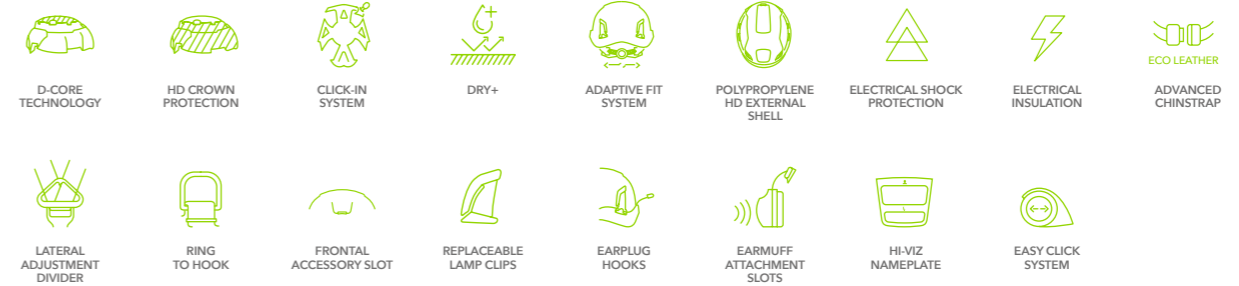 ECO LEATHER
D-CORE
TECHNOLOGY
HD CROWN
PROTECTION
CLICK-IN
SYSTEM
DRY+
ADAPTIVE FIT
SYSTEM
POLYPROPYLENE
HD EXTERNAL
SHELL
ELECTRICAL SHOCK
PROTECTION
ELECTRICAL
INSULATION
ADVANCED
CHINSTRAP
LATERAL
ADJUSTMENT
DIVIDER
RING
TO HOOK
FRONTAL
ACCESSORY SLOT
REPLACEABLE
LAMP CLIPS
EARPLUG
HOOKS
EARMUFF
ATTACHMENT
SLOTS
HI-VIZ
NAMEPLATE
EASY CLICK
SYSTEM